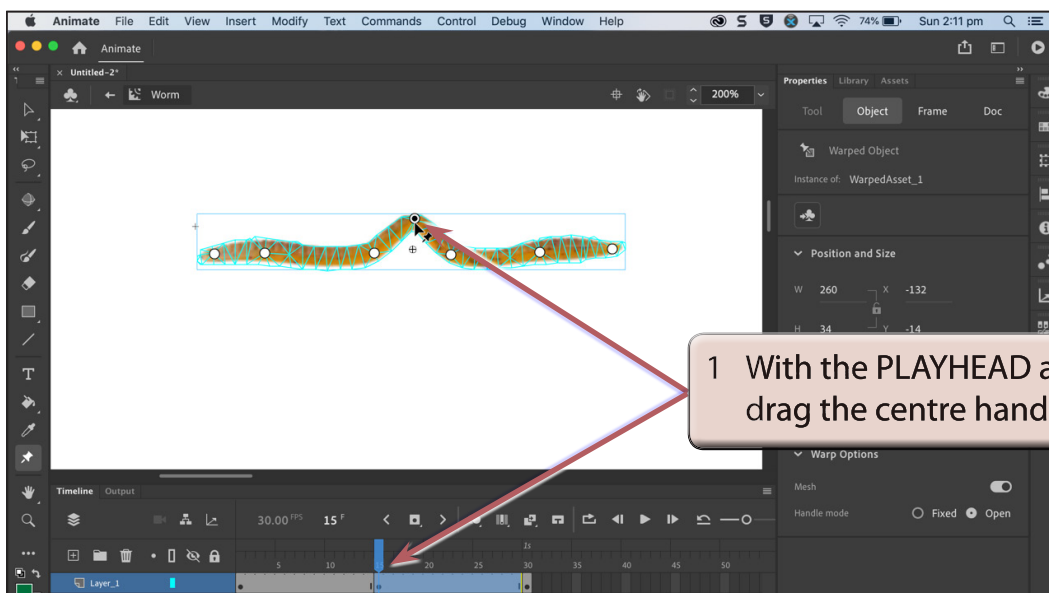 Animate File Edit View Insert Modify Text Commands Control Debug Window Help 74% Sun 2:11 pm
Animate
× Untitled-2*
Properties Library Assets
Worm 200%
Tool Object Frame Doc
Warped Object
Instance of: WarpedAsset_1
Position and Size
W 260 X -132
H 34 Y -14
1 With the PLAYHEAD a
drag the centre hand
Warp Options
Mesh
Handle mode Fixed Open
Timeline Output
30.00 FPS 15 F
1s
5 10 20 25 30 35 40 45 50
Layer_1